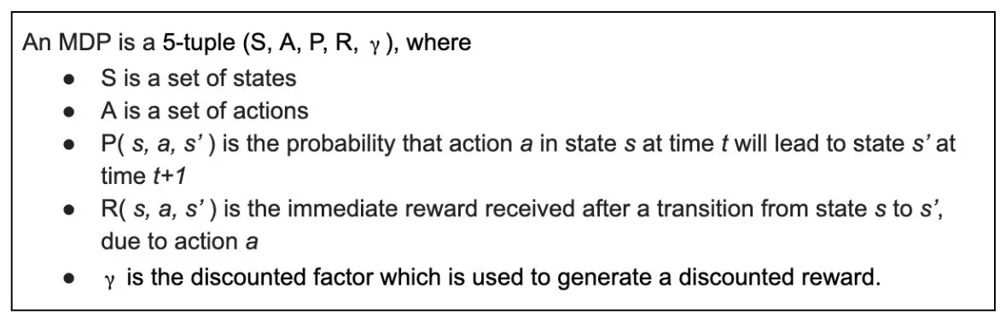 An MDP is a 5-tuple (S, A, P, R, γ ), where
● S is a set of states
● A is a set of actions
● P( s, a, s’ ) is the probability that action a in state s at time t will lead to state s’ at
time t+1
● R( s, a, s’ ) is the immediate reward received after a transition from state s to s’,
due to action a
● γ is the discounted factor which is used to generate a discounted reward.